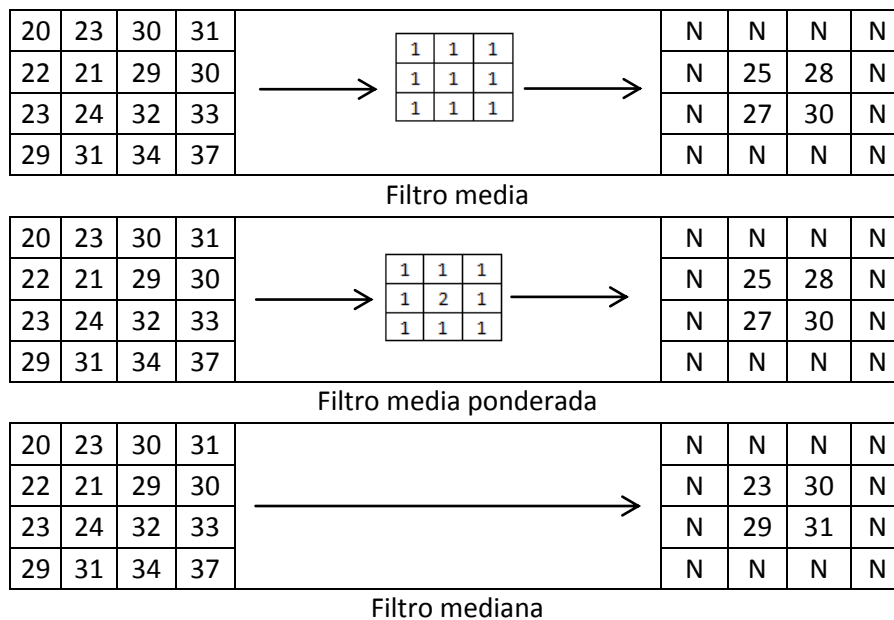 20 23 30 31 N N N N
1 1 1
22 21 29 30 N 25 28 N
1 1 1
23 24 32 33 N 27 30 N
1 1 1
29 31 34 37 N N N N
Filtro media
20 23 30 31 N N N N
1 1 1
22 21 29 30 N 25 28 N
1 2 1
23 24 32 33 N 27 30 N
1 1 1
29 31 34 37 N N N N
Filtro media ponderada
20 23 30 31 N N N N
22 21 29 30 N 23 30 N
23 24 32 33 N 29 31 N
29 31 34 37 N N N N
Filtro mediana